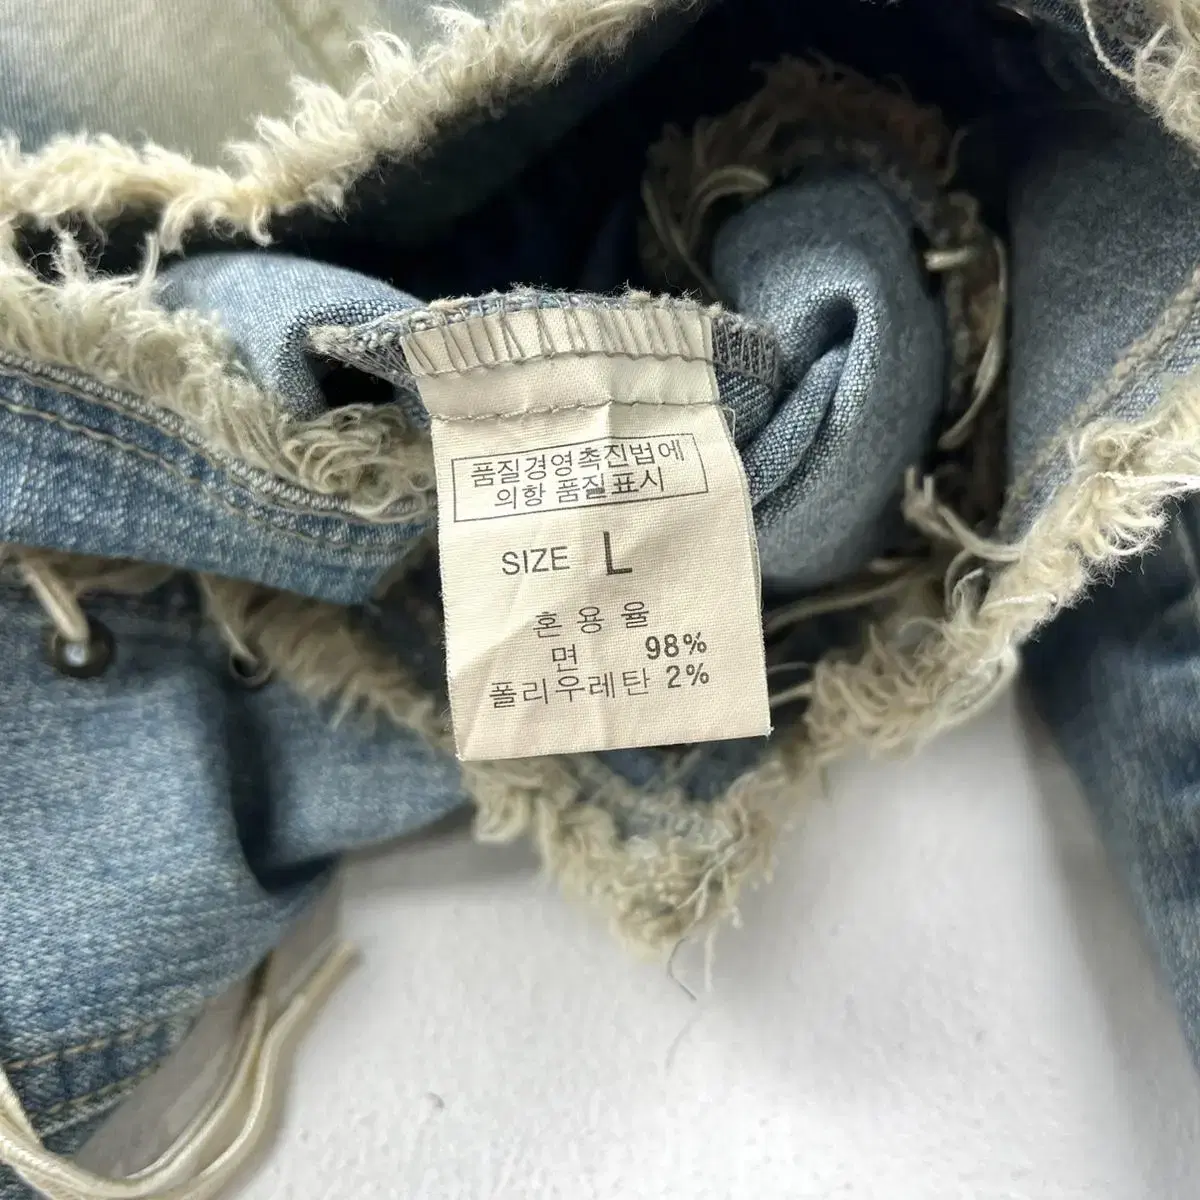 품질경영촉진법에
의항 품질표시
SIZE L
혼 용 율
면 98%
폴리우레탄 2%